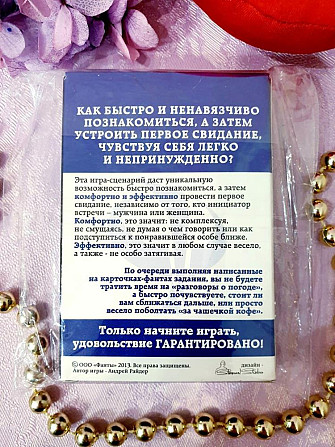 КАК БЫСТРО И НЕНАВЯЗЧИВО
ПОЗНАКОМИТЬСЯ, А ЗАТЕМ
УСТРОИТЬ ПЕРВОЕ СВИДАНИЕ,
ЧУВСТВУЯ СЕБЯ ЛЕГКО
И НЕПРИНУЖДЕННО?
Эта игра-сценарий даст уникальную
возможность быстро познакомиться, а затем
комфортно и эффективно провести первое
свидание, независимо от того, кто инициатор
встречи – мужчина или женщина.
Комфортно, это значит: не комплексуя,
не смущаясь, не думая о чем говорить или как
подступиться к понравившейся особе ближе.
Эффективно, это значит в любом случае весело,
а также - не особо затягивая.
По очереди выполняя написанные
на карточках-фантах задания, вы не будете
тратить время на «разговоры о погоде»,
а быстро почувствуете, стоит ли
вам сближаться дальше, или просто
весело поболтать «за чашечкой кофе».
Только начните играть,
удовольствие ГАРАНТИРОВАНО!
© ООО «Фанты» 2013. Все права защищены.
Автор игры - Андрей Райдер
дизайн